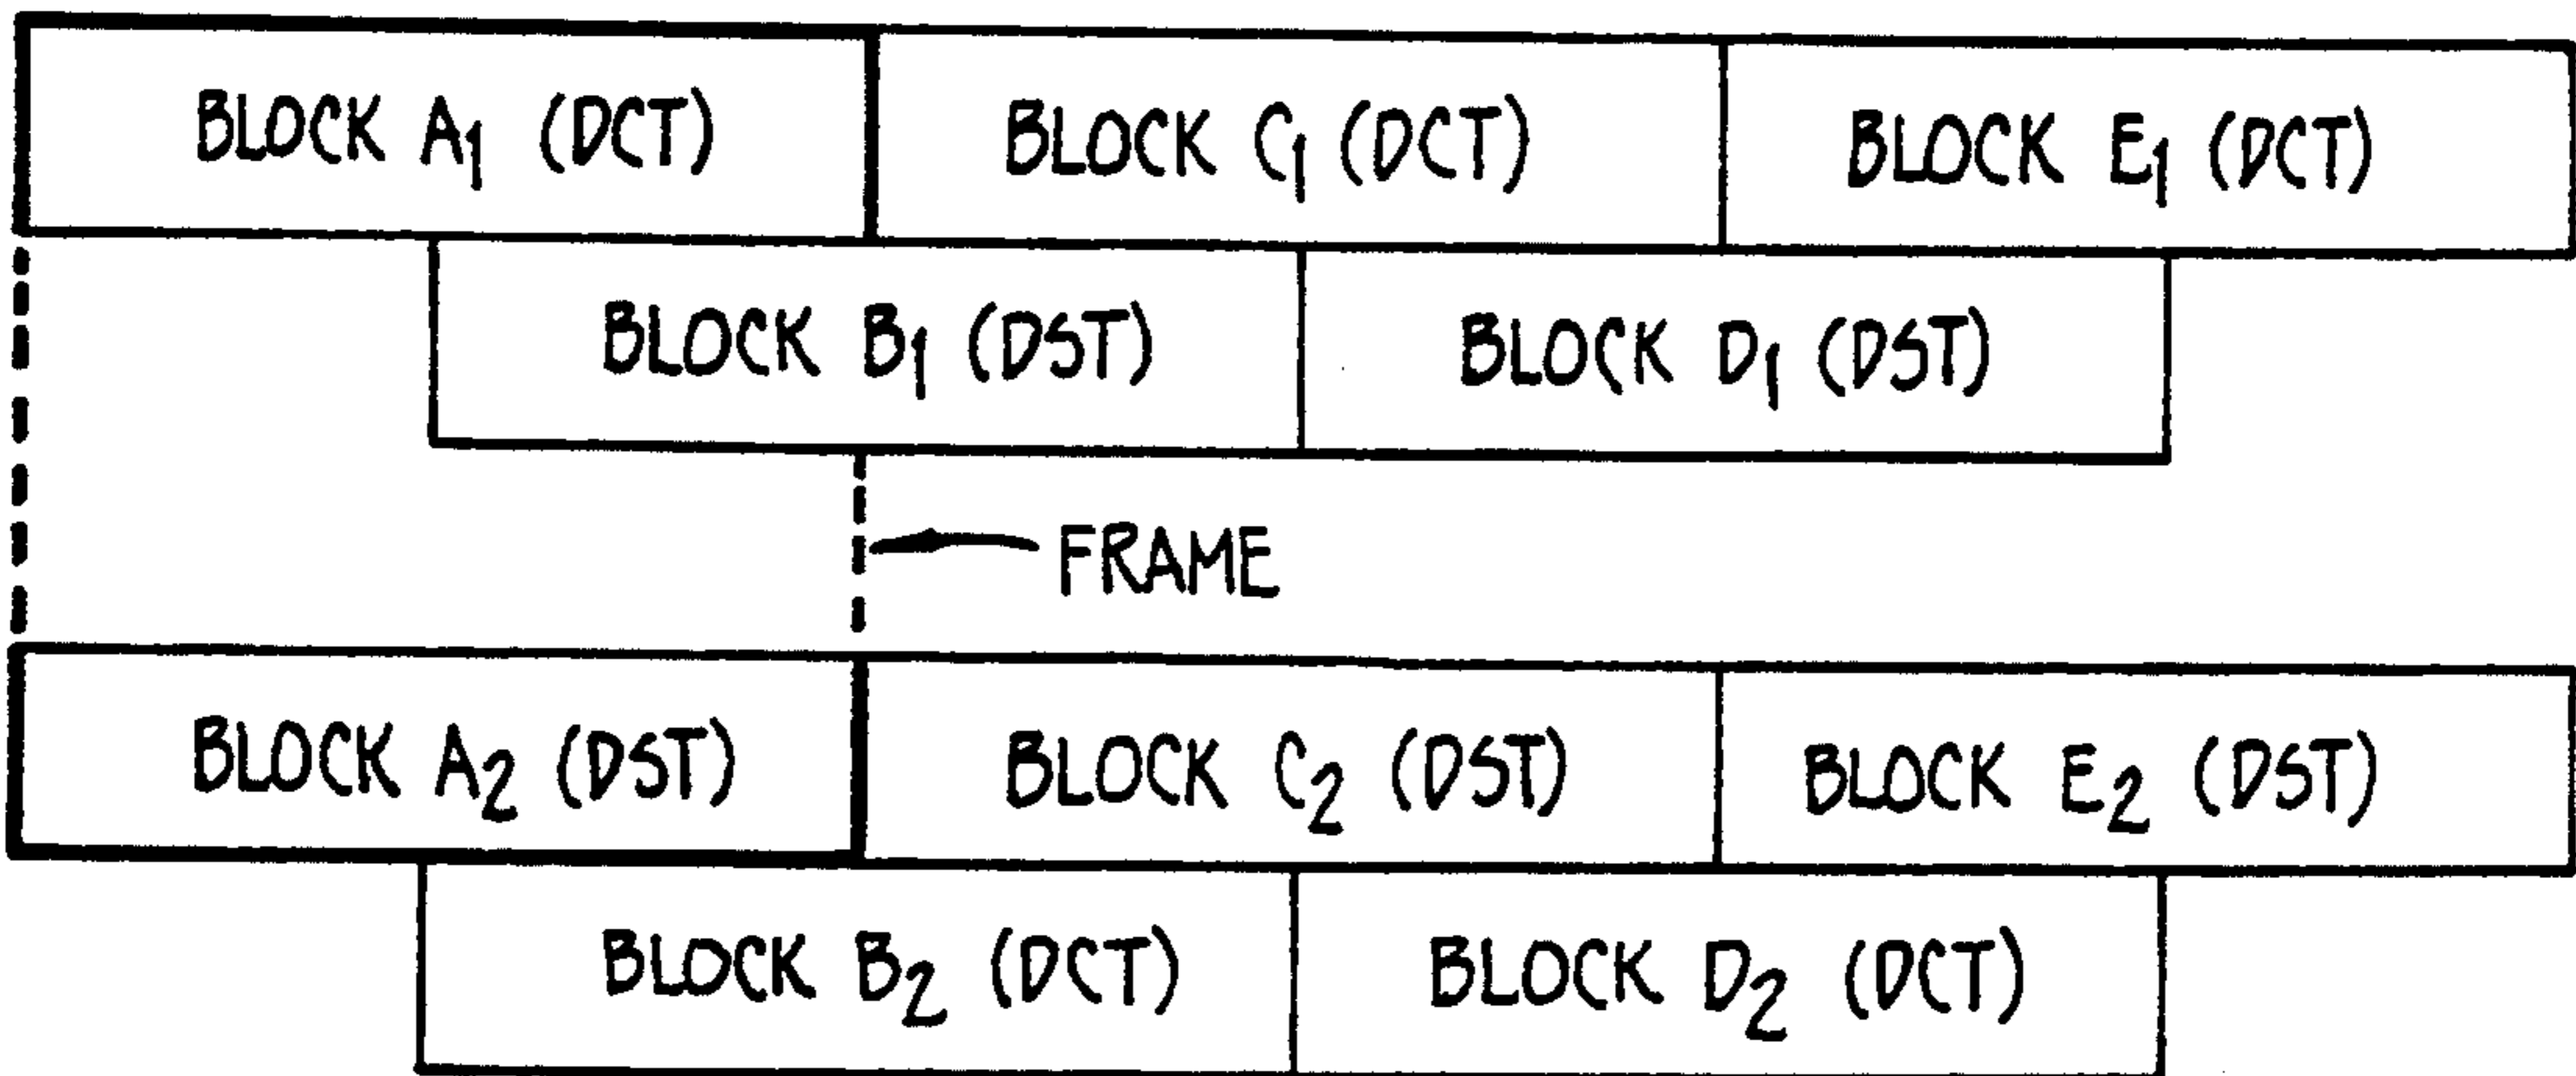 BLOCK A₁ (DCT) BLOCK C₁ (DCT) BLOCK E₁ (DCT)
BLOCK B₁ (DST) BLOCK D₁ (DST)
FRAME
BLOCK A₂ (DST) BLOCK C₂ (DST) BLOCK E₂ (DST)
BLOCK B₂ (DCT) BLOCK D₂ (DCT)